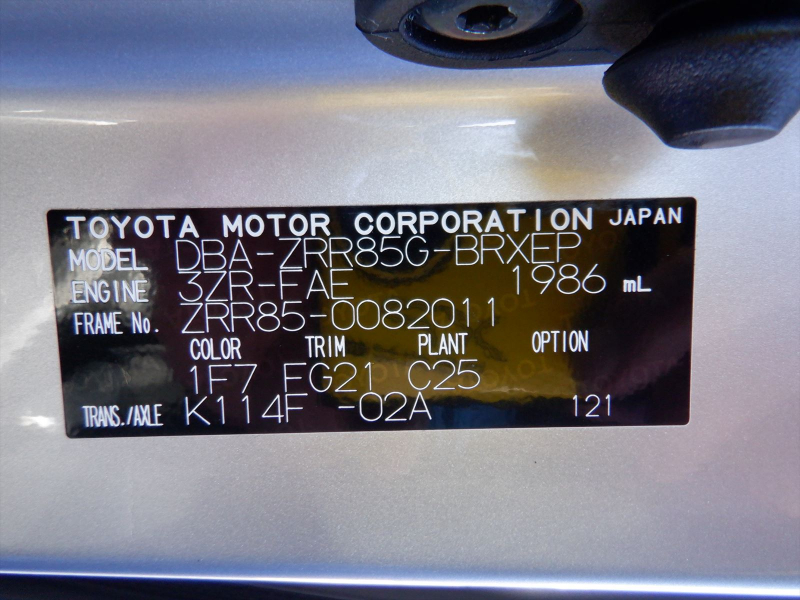 TOYOTA MOTOR CORPORATION JAPAN
MODEL DBA-ZRR85G-BRXEP
ENGINE 3ZR-FAE 1986 mL
FRAME No. ZRR85-0082011
COLOR TRIM PLANT OPTION
1F7 FG21 C25
TRANS./AXLE K114F -02A 121